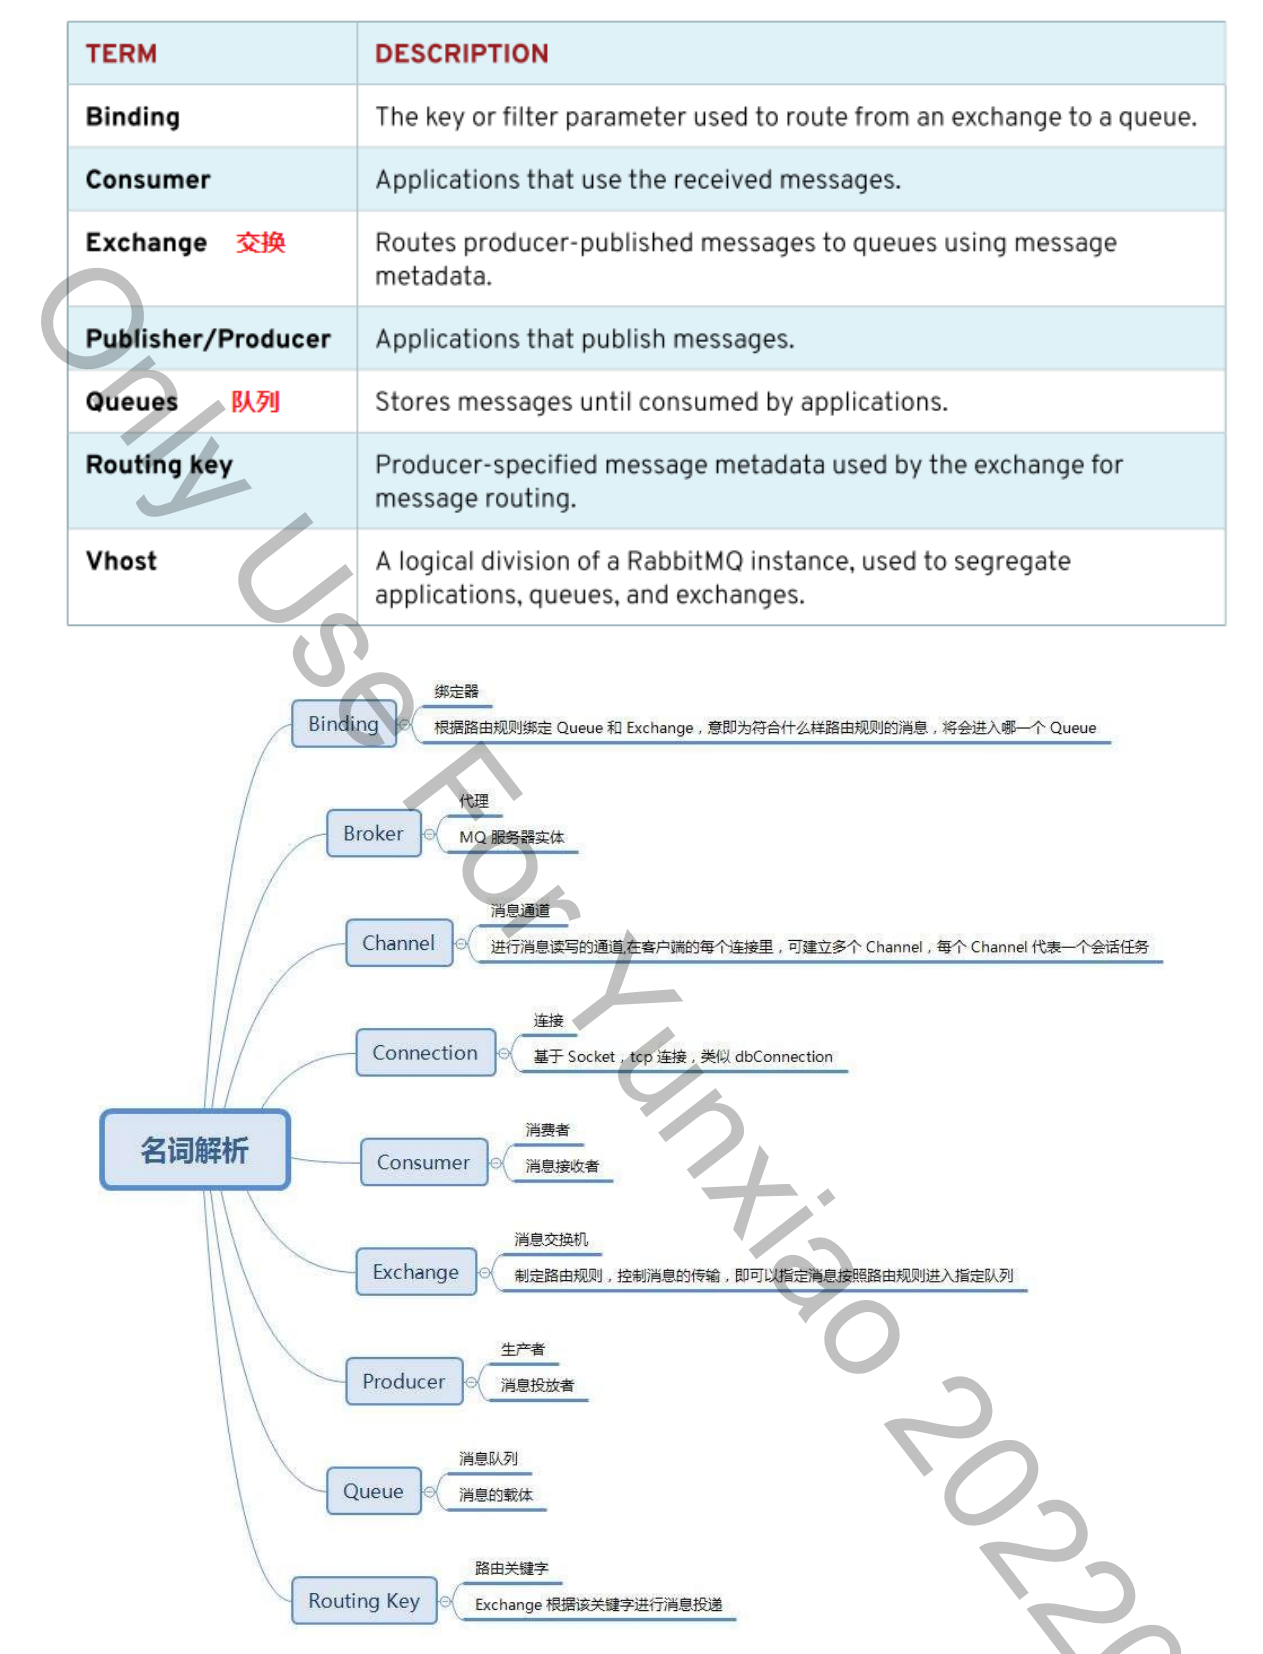 TERM DESCRIPTION
Binding The key or filter parameter used to route from an exchange to a queue.
Consumer Applications that use the received messages.
Exchange 交换 Routes producer-published messages to queues using message
metadata.
Publisher/Producer Applications that publish messages.
Queues 队列 Stores messages until consumed by applications.
Routing key Producer-specified message metadata used by the exchange for
message routing.
Vhost A logical division of a RabbitMQ instance, used to segregate
applications, queues, and exchanges.
名词解析
Binding
绑定器
根据路由规则绑定 Queue 和 Exchange，意即为符合什么样路由规则的消息，将会进入哪一个 Queue
Broker
代理
MQ 服务器实体
Channel
消息通道
进行消息读写的通道,在客户端的每个连接里，可建立多个 Channel，每个 Channel 代表一个会话任务
Connection
连接
基于 Socket，tcp 连接，类似 dbConnection
Consumer
消费者
消息接收者
Exchange
消息交换机
制定路由规则，控制消息的传输，即可以指定消息按照路由规则进入指定队列
Producer
生产者
消息投放者
Queue
消息队列
消息的载体
Routing Key
路由关键字
Exchange 根据该关键字进行消息投递
Only Use For Yunxiao 2022